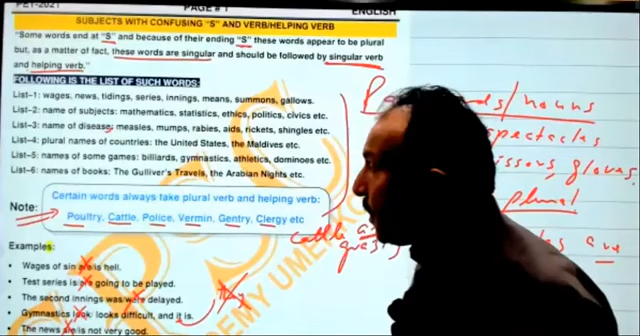 PET-2021 PAGE # 1 ENGLISH
SUBJECTS WITH CONFUSING "S" AND VERB/HELPING VERB
"Some words end at "S" and because of their ending "S" these words appear to be plural
but, as a matter of fact, these words are singular and should be followed by singular verb
and helping verb."
FOLLOWING IS THE LIST OF SUCH WORDS:
List–1: wages, news, tidings, series, innings, means, summons, gallows.
List–2: name of subjects: mathematics, statistics, ethics, politics, civics etc.
List–3: name of disease: measles, mumps, rabies, aids, rickets, shingles etc.
List–4: plural names of countries: the United States, the Maldives etc.
List–5: names of some games: billiards, gymnastics, athletics, dominoes etc.
List–6: names of books: The Gulliver's Travels, the Arabian Nights etc.
Note: Certain words always take plural verb and helping verb:
Poultry, Cattle, Police, Vermin, Gentry, Clergy etc
Examples:
• Wages of sin are is hell.
• Test series is are going to be played.
• The second innings was were delayed.
• Gymnastics look looks difficult, and it is.
• The news are is not very good.
/nouns
spectacles
gloves
plural
cattle
are